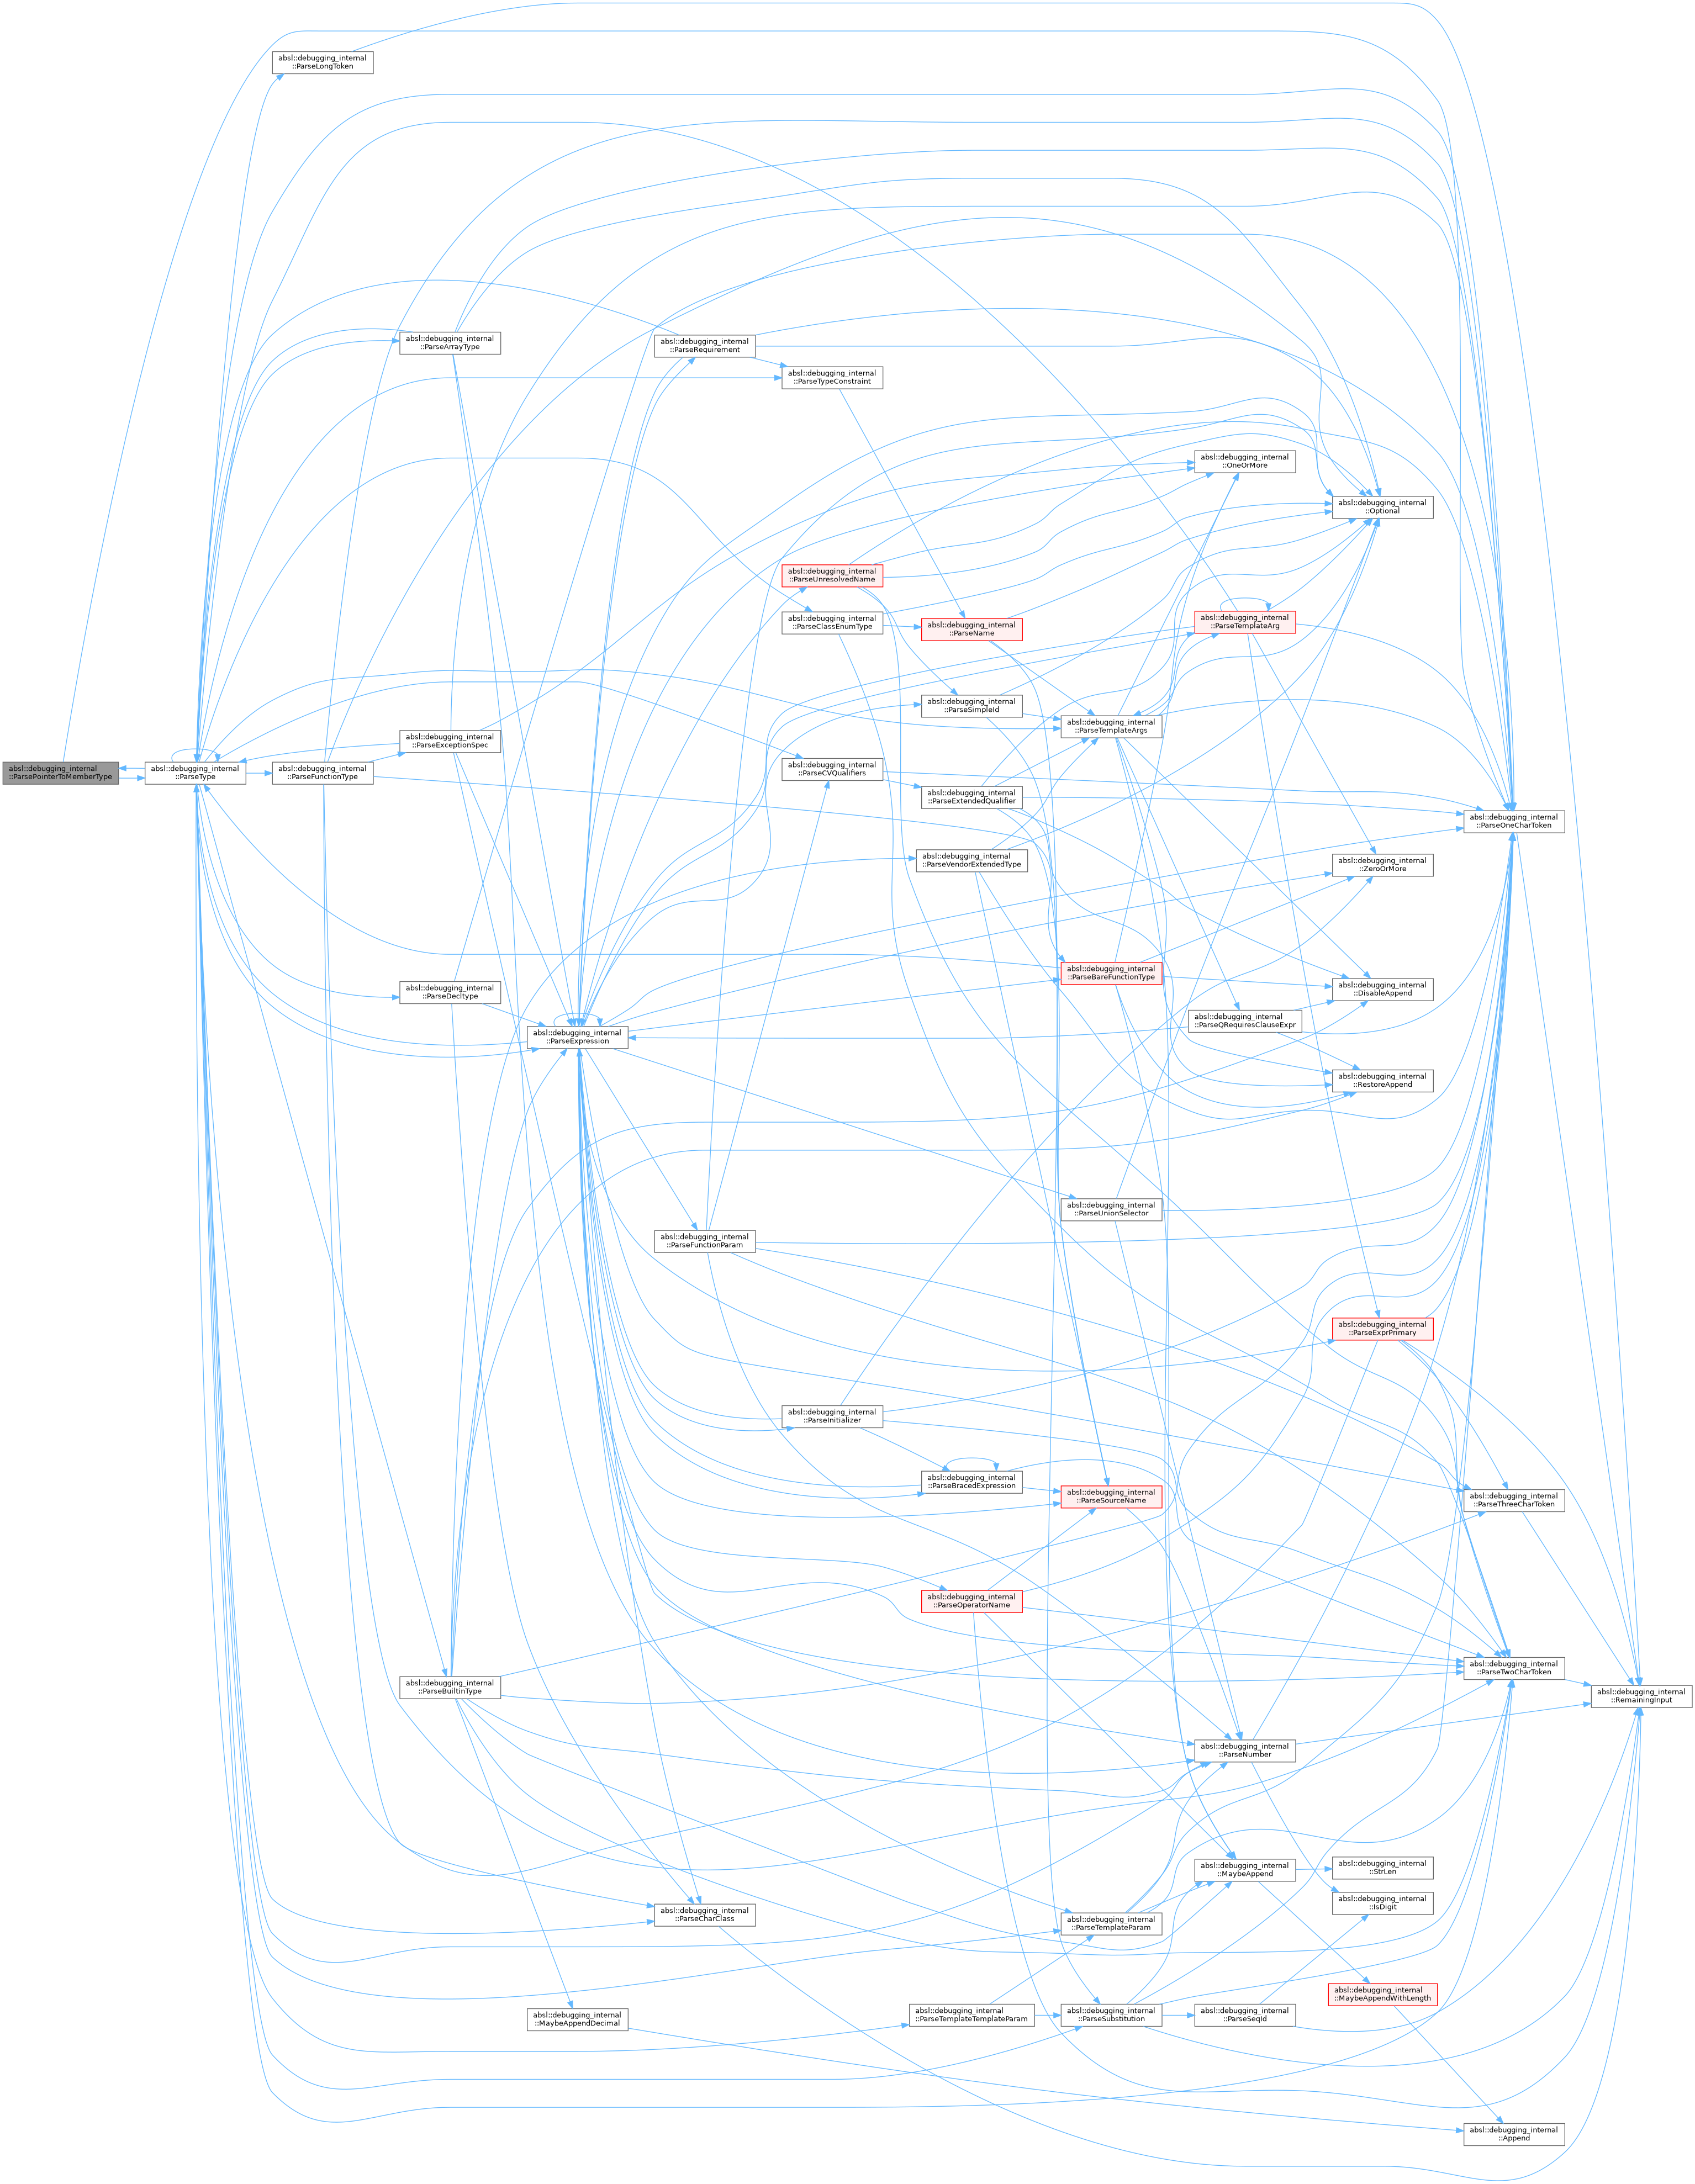 absl::debugging_internal
::ParseLongToken
absl::debugging_internal
::ParseArrayType
absl::debugging_internal
::ParseRequirement
absl::debugging_internal
::ParseTypeConstraint
absl::debugging_internal
::OneOrMore
absl::debugging_internal
::Optional
absl::debugging_internal
::ParseUnresolvedName
absl::debugging_internal
::ParseClassEnumType
absl::debugging_internal
::ParseName
absl::debugging_internal
::ParseTemplateArg
absl::debugging_internal
::ParseSimpleId
absl::debugging_internal
::ParseTemplateArgs
absl::debugging_internal
::ParseExceptionSpec
absl::debugging_internal
::ParsePointerToMemberType
absl::debugging_internal
::ParseType
absl::debugging_internal
::ParseFunctionType
absl::debugging_internal
::ParseCVQualifiers
absl::debugging_internal
::ParseExtendedQualifier
absl::debugging_internal
::ParseOneCharToken
absl::debugging_internal
::ParseVendorExtendedType
absl::debugging_internal
::ZeroOrMore
absl::debugging_internal
::ParseBareFunctionType
absl::debugging_internal
::DisableAppend
absl::debugging_internal
::ParseDecltype
absl::debugging_internal
::ParseQRequiresClauseExpr
absl::debugging_internal
::ParseExpression
absl::debugging_internal
::RestoreAppend
absl::debugging_internal
::ParseUnionSelector
absl::debugging_internal
::ParseFunctionParam
absl::debugging_internal
::ParseExprPrimary
absl::debugging_internal
::ParseInitializer
absl::debugging_internal
::ParseBracedExpression
absl::debugging_internal
::ParseSourceName
absl::debugging_internal
::ParseThreeCharToken
absl::debugging_internal
::ParseOperatorName
absl::debugging_internal
::ParseTwoCharToken
absl::debugging_internal
::ParseBuiltinType
absl::debugging_internal
::RemainingInput
absl::debugging_internal
::ParseNumber
absl::debugging_internal
::MaybeAppend
absl::debugging_internal
::StrLen
absl::debugging_internal
::IsDigit
absl::debugging_internal
::ParseCharClass
absl::debugging_internal
::ParseTemplateParam
absl::debugging_internal
::MaybeAppendWithLength
absl::debugging_internal
::MaybeAppendDecimal
absl::debugging_internal
::ParseTemplateTemplateParam
absl::debugging_internal
::ParseSubstitution
absl::debugging_internal
::ParseSeqId
absl::debugging_internal
::Append